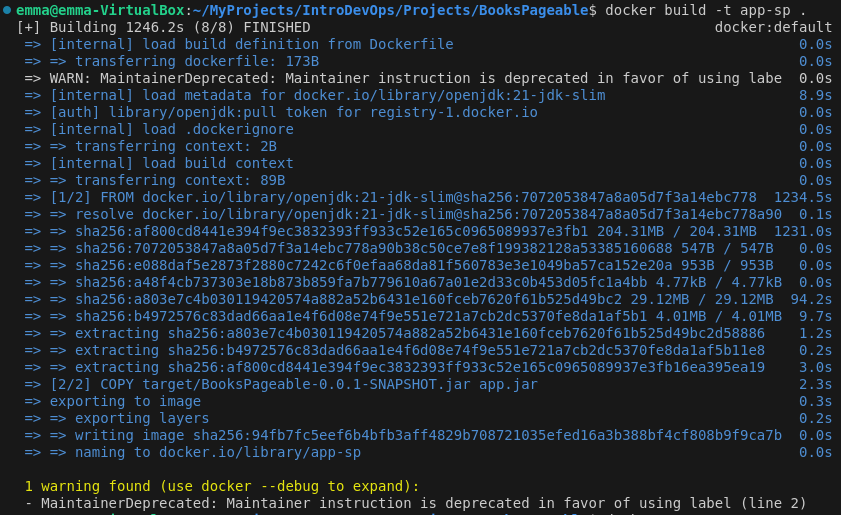 emma@emma-VirtualBox:~/MyProjects/IntroDevOps/Projects/BooksPageable$ docker build -t app-sp .
[+] Building 1246.2s (8/8) FINISHED docker:default
=> [internal] load build definition from Dockerfile 0.0s
=> => transferring dockerfile: 173B 0.0s
=> WARN: MaintainerDeprecated: Maintainer instruction is deprecated in favor of using labe 0.0s
=> [internal] load metadata for docker.io/library/openjdk:21-jdk-slim 8.9s
=> [auth] library/openjdk:pull token for registry-1.docker.io 0.0s
=> [internal] load .dockerignore 0.0s
=> => transferring context: 2B 0.0s
=> [internal] load build context 0.0s
=> => transferring context: 89B 0.0s
=> [1/2] FROM docker.io/library/openjdk:21-jdk-slim@sha256:7072053847a8a05d7f3a14ebc778 1234.5s
=> => resolve docker.io/library/openjdk:21-jdk-slim@sha256:7072053847a8a05d7f3a14ebc778a90 0.1s
=> => sha256:af800cd8441e394f9ec3832393ff933c52e165c0965089937e3fb1 204.31MB / 204.31MB 1231.0s
=> => sha256:7072053847a8a05d7f3a14ebc778a90b38c50ce7e8f199382128a53385160688 547B / 547B 0.0s
=> => sha256:e088daf5e2873f2880c7242c6f0efaa68da81f560783e3e1049ba57ca152e20a 953B / 953B 0.0s
=> => sha256:a48f4cb737303e18b873b859fa7b779610a67a01e2d33c0b453d05fc1a4bb 4.77kB / 4.77kB 0.0s
=> => sha256:a803e7c4b030119420574a882a52b6431e160fceb7620f61b525d49bc2 29.12MB / 29.12MB 94.2s
=> => sha256:b4972576c83dad66aa1e4f6d08e74f9e551e721a7cb2dc5370fe8da1af5b1 4.01MB / 4.01MB 9.7s
=> => extracting sha256:a803e7c4b030119420574a882a52b6431e160fceb7620f61b525d49bc2d58886 1.2s
=> => extracting sha256:b4972576c83dad66aa1e4f6d08e74f9e551e721a7cb2dc5370fe8da1af5b11e8 0.2s
=> => extracting sha256:af800cd8441e394f9ec3832393ff933c52e165c0965089937e3fb16ea395ea19 3.0s
=> [2/2] COPY target/BooksPageable-0.0.1-SNAPSHOT.jar app.jar 2.3s
=> exporting to image 0.3s
=> => exporting layers 0.2s
=> => writing image sha256:94fb7fc5eef6b4bfb3aff4829b708721035efed16a3b388bf4cf808b9f9ca7b 0.0s
=> => naming to docker.io/library/app-sp 0.0s
1 warning found (use docker --debug to expand):
- MaintainerDeprecated: Maintainer instruction is deprecated in favor of using label (line 2)